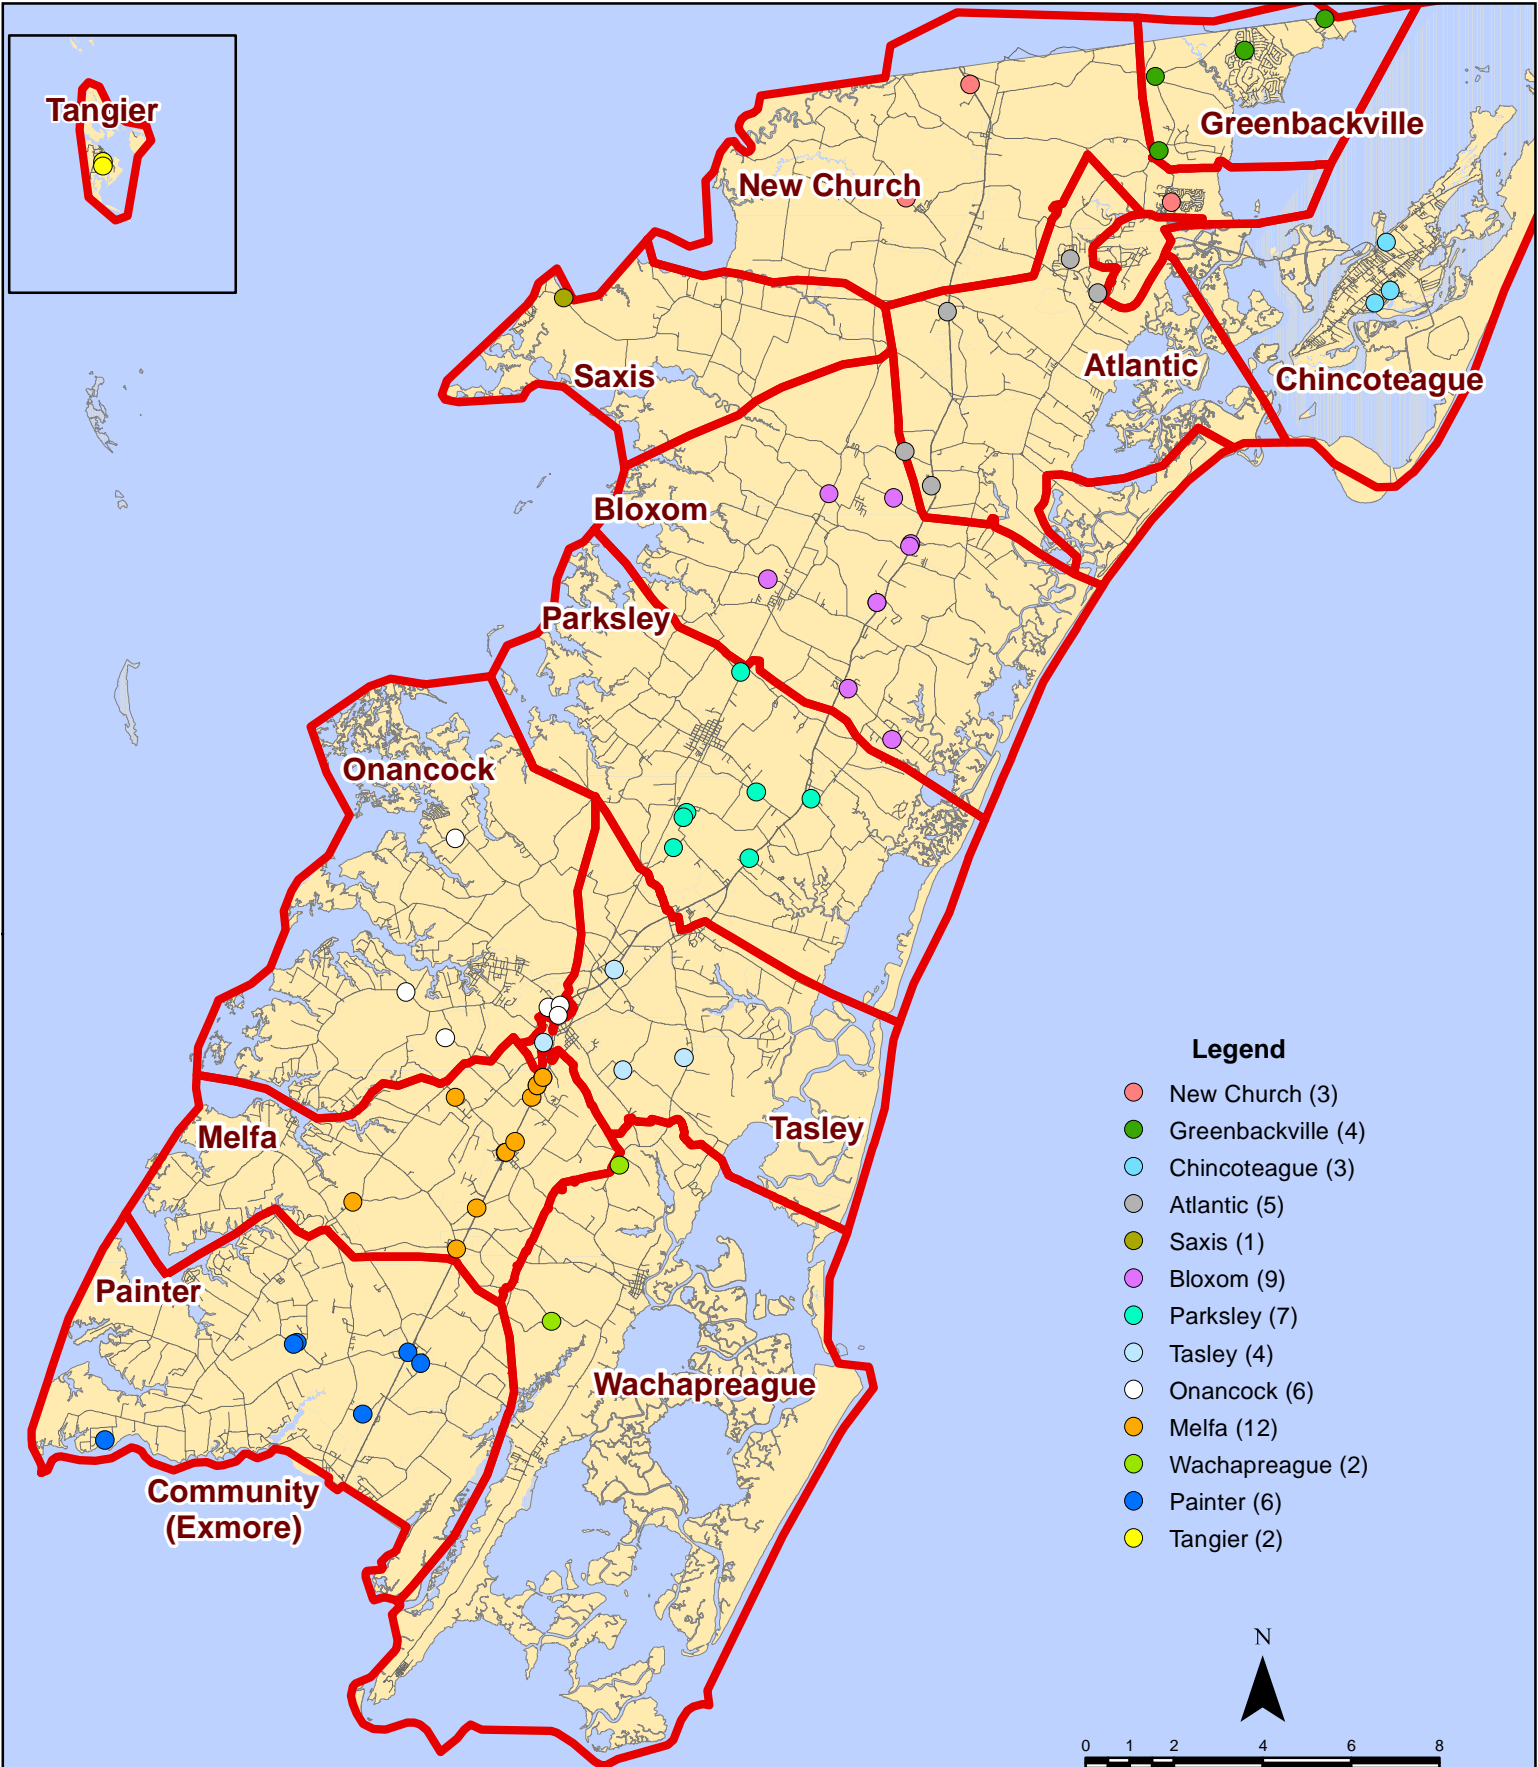 Tangier
Greenbackville
New Church
Saxis
Atlantic
Chincoteague
Bloxom
Parksley
Onancock
Melfa
Tasley
Painter
Wachapreague
Community
(Exmore)
Legend
New Church (3)
Greenbackville (4)
Chincoteague (3)
Atlantic (5)
Saxis (1)
Bloxom (9)
Parksley (7)
Tasley (4)
Onancock (6)
Melfa (12)
Wachapreague (2)
Painter (6)
Tangier (2)
N
0 1 2 4 6 8